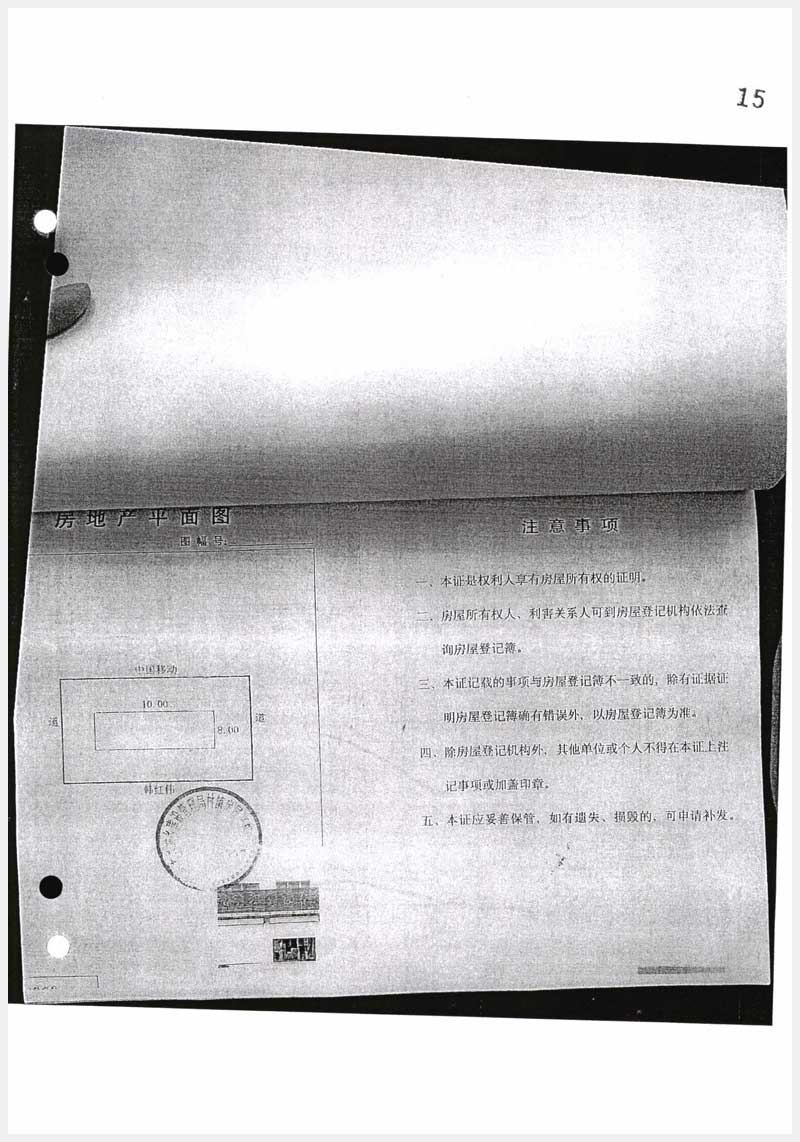 15
房地产平面图
图幅号:
中国移动
10.00
道
道
8.00
韩红伟
注意事项
一、本证是权利人享有房屋所有权的证明。
二、房屋所有权人、利害关系人可到房屋登记机构依法查
询房屋登记簿。
三、本证记载的事项与房屋登记簿不一致的，除有证据证
明房屋登记簿确有错误外，以房屋登记簿为准。
四、除房屋登记机构外，其他单位或个人不得在本证上注
记事项或加盖印章。
五、本证应妥善保管，如有遗失、损毁的，可申请补发。